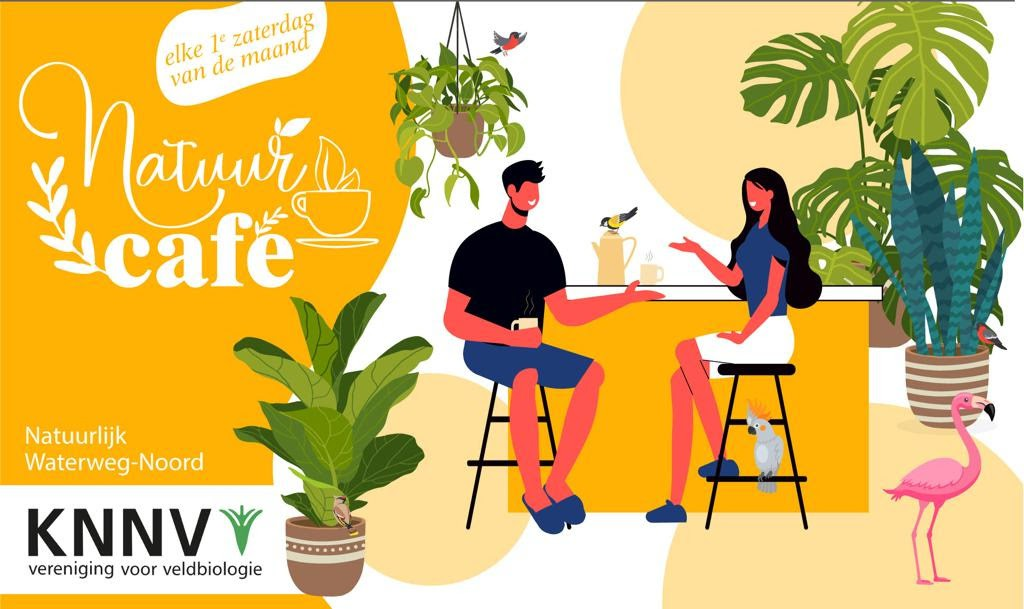 elke 1e zaterdag
van de maand
Natuur
café
Natuurlijk
Waterweg-Noord
KNNV
vereniging voor veldbiologie